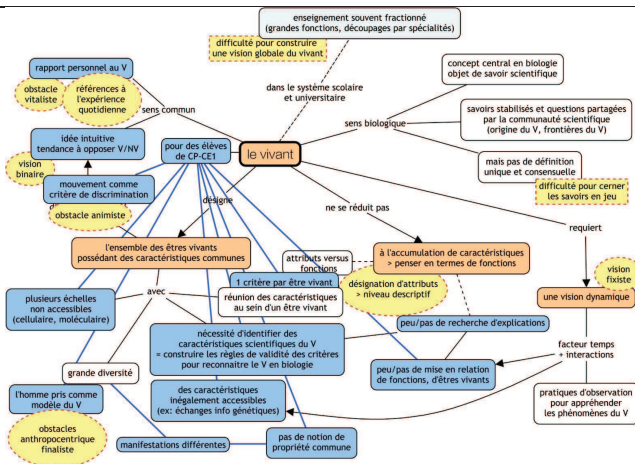 enseignement souvent fractionné
(grandes fonctions, découpages par spécialités)
difficulté pour construire
une vision globale du vivant
rapport personnel au V
obstacle
vitaliste
références à
l'expérience
quotidienne
sens commun
dans le système scolaire
et universitaire
concept central en biologie
objet de savoir scientifique
sens biologique
savoirs stabilisés et questions partagées
par la communauté scientifique
(origine du V, frontières du V)
idée intuitive
tendance à opposer V/NV
pour des élèves
de CP-CE1
le vivant
mais pas de définition
unique et consensuelle
difficulté pour cerner
les savoirs en jeu
vision
binaire
mouvement comme
critère de discrimination
obstacle animiste
désigne
ne se réduit pas
requiert
l'ensemble des êtres vivants
possédant des caractéristiques communes
attributs versus
fonctions
à l'accumulation de caractéristiques
> penser en termes de fonctions
vision
fixiste
une vision dynamique
plusieurs échelles
non accessibles
(cellulaire, moléculaire)
avec
1 critère par être vivant
réunion des caractéristiques
au sein d'un être vivant
désignation d'attributs
> niveau descriptif
peu/pas de recherche d'explications
nécessité d'identifier des
caractéristiques scientifiques du V
= construire les règles de validité des critères
pour reconnaitre le V en biologie
facteur temps
+ interactions
grande diversité
peu/pas de mise en relation
de fonctions, d'êtres vivants
l'homme pris comme
modèle du V
des caractéristiques
inégalement accessibles
(ex: échanges info génétiques)
pratiques d'observation
pour appréhender
les phénomènes du V
obstacles
anthropocentrique
finaliste
manifestations différentes
pas de notion de
propriété commune